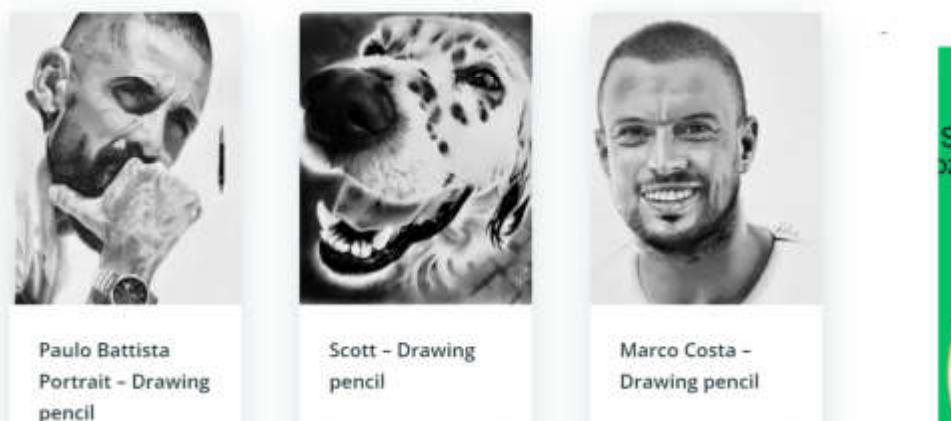 Paulo Battista
Portrait – Drawing
pencil
Scott – Drawing
pencil
Marco Costa –
Drawing pencil